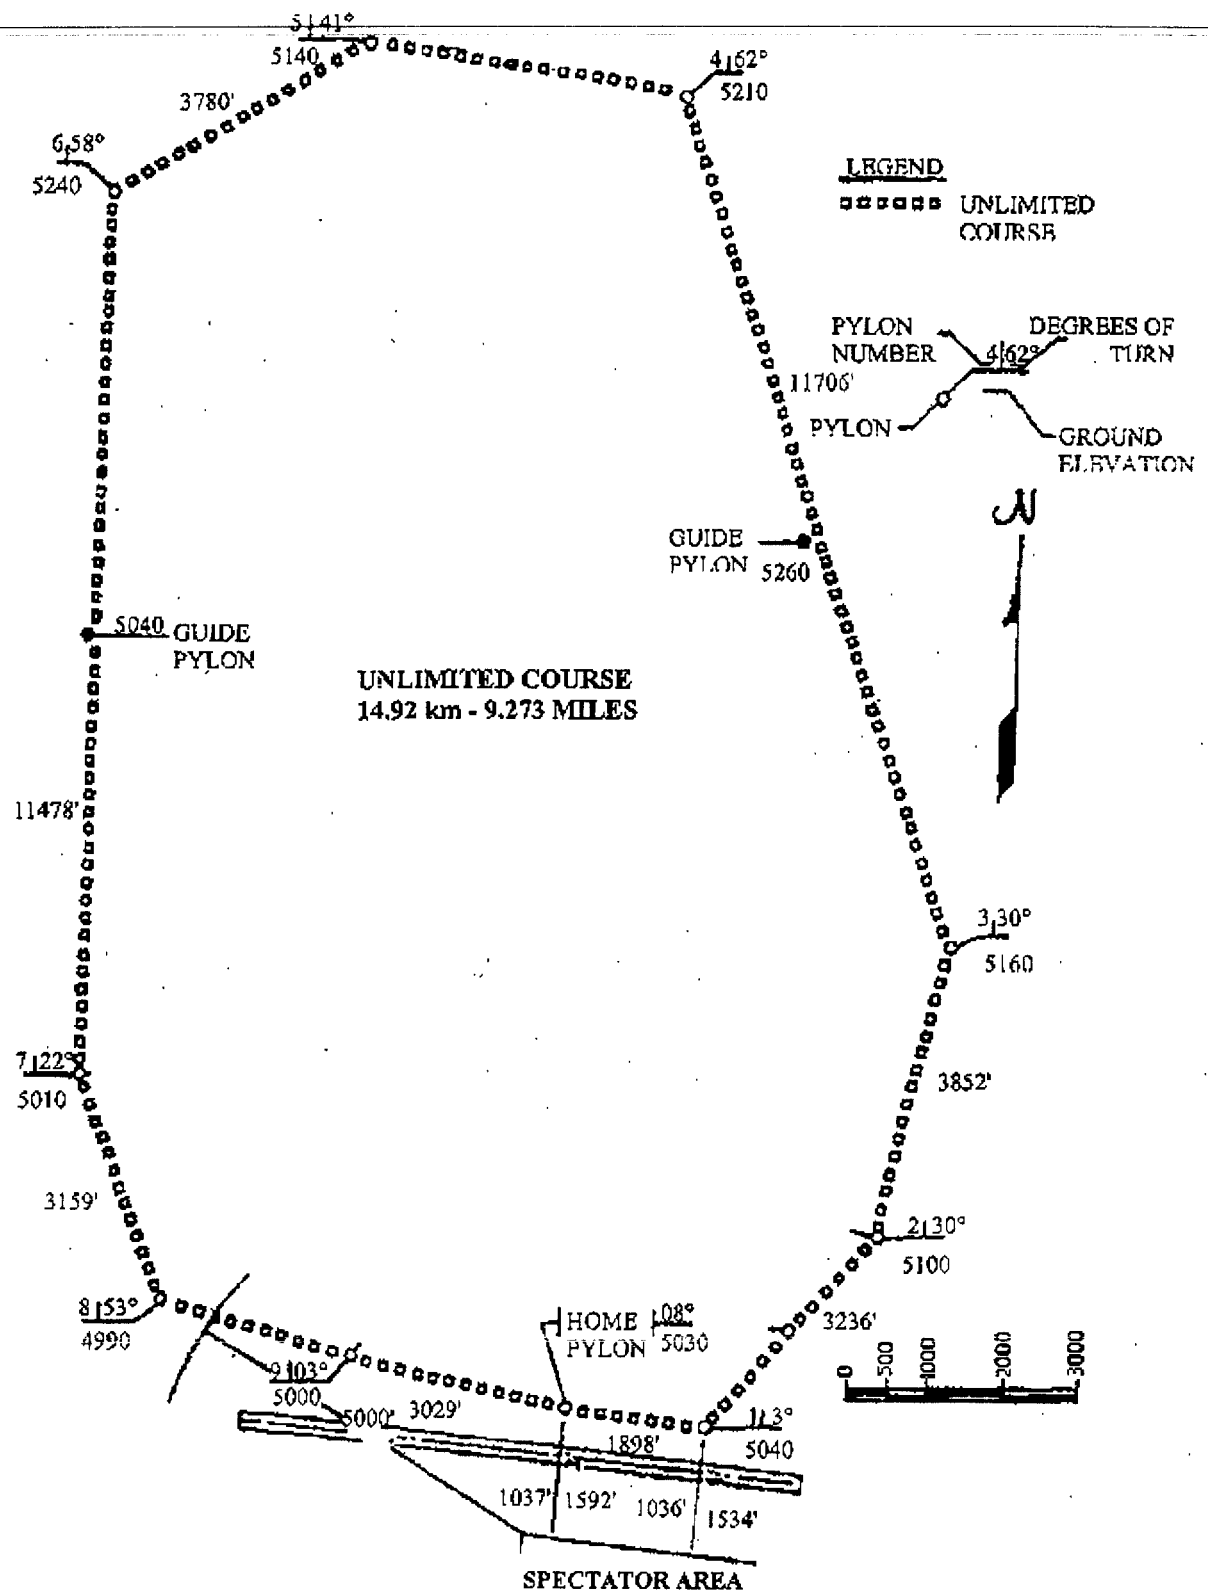 5 41°
5140
3780'
4 62°
5210
6 58°
5240
LEGEND
UNLIMITED
COURSE
PYLON
NUMBER
DEGREES OF
TURN
4 62°
11706'
PYLON
GROUND
ELEVATION
N
GUIDE
PYLON
5260
5040
GUIDE
PYLON
UNLIMITED COURSE
14.92 km - 9.273 MILES
11478'
3 30°
5160
7 22°
5010
3852'
3159'
2 30°
5100
8 53°
4990
HOME
PYLON
08°
5030
3236'
0
500
1000
2000
3000
9 03°
5000
5000'
3029'
1898'
5040
1037'
1592'
1036'
1534'
SPECTATOR AREA